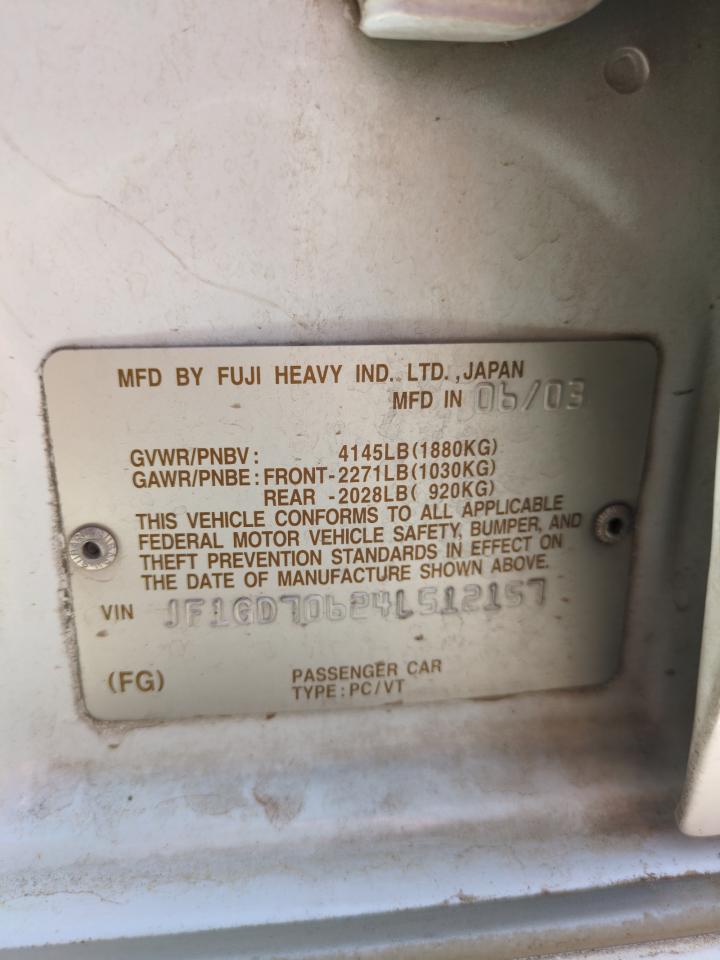 MFD BY FUJI HEAVY IND. LTD., JAPAN
MFD IN 06/03
GVWR/PNBV: 4145LB(1880KG)
GAWR/PNBE: FRONT-2271LB(1030KG)
REAR -2028LB( 920KG)
THIS VEHICLE CONFORMS TO ALL APPLICABLE
FEDERAL MOTOR VEHICLE SAFETY, BUMPER, AND
THEFT PREVENTION STANDARDS IN EFFECT ON
THE DATE OF MANUFACTURE SHOWN ABOVE.
VIN JF1GD70624L512157
(FG) PASSENGER CAR
TYPE: PC/VT